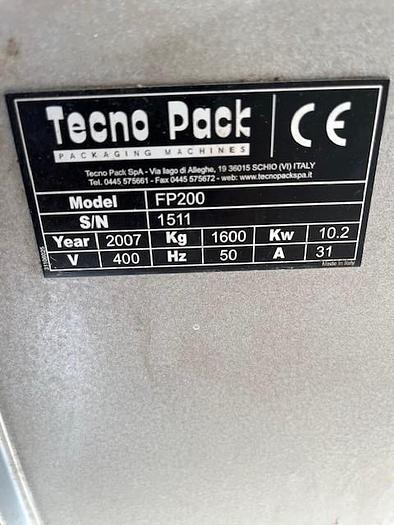 Tecno Pack CE
PACKAGING MACHINES
Tecno Pack SpA - Via lago di Alleghe, 19 36015 SCHIO (VI) ITALY
Tel. 0445 575661 - Fax 0445 575672 - web: www.tecnopackspa.it
Model FP200
S/N 1511
Year 2007 Kg 1600 Kw 10.2
V 400 Hz 50 A 31
Made in Italy